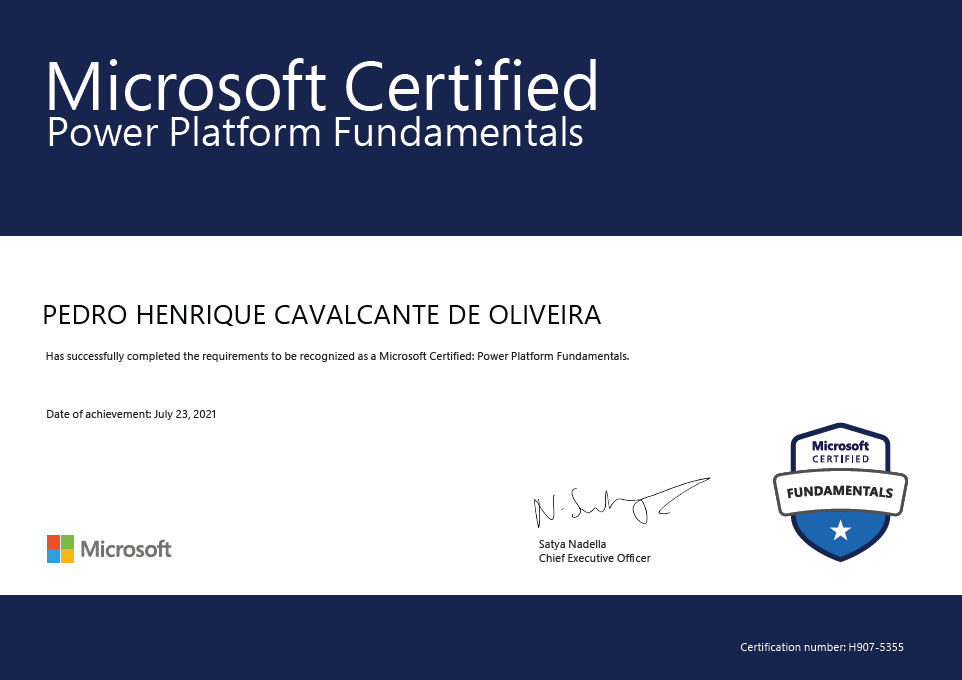 Microsoft Certified
Power Platform Fundamentals
PEDRO HENRIQUE CAVALCANTE DE OLIVEIRA
Has successfully completed the requirements to be recognized as a Microsoft Certified: Power Platform Fundamentals.
Date of achievement: July 23, 2021
Microsoft
CERTIFIED
FUNDAMENTALS
N. Satya
Satya Nadella
Chief Executive Officer
Microsoft
Certification number: H907-5355